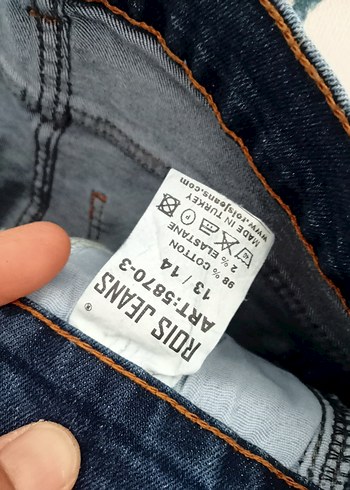 ROIS JEANS®
ART:5870-3
13 / 14
98 % COTTON
2 % ELASTANE
MADE IN TURKEY
www.roisjeans.com